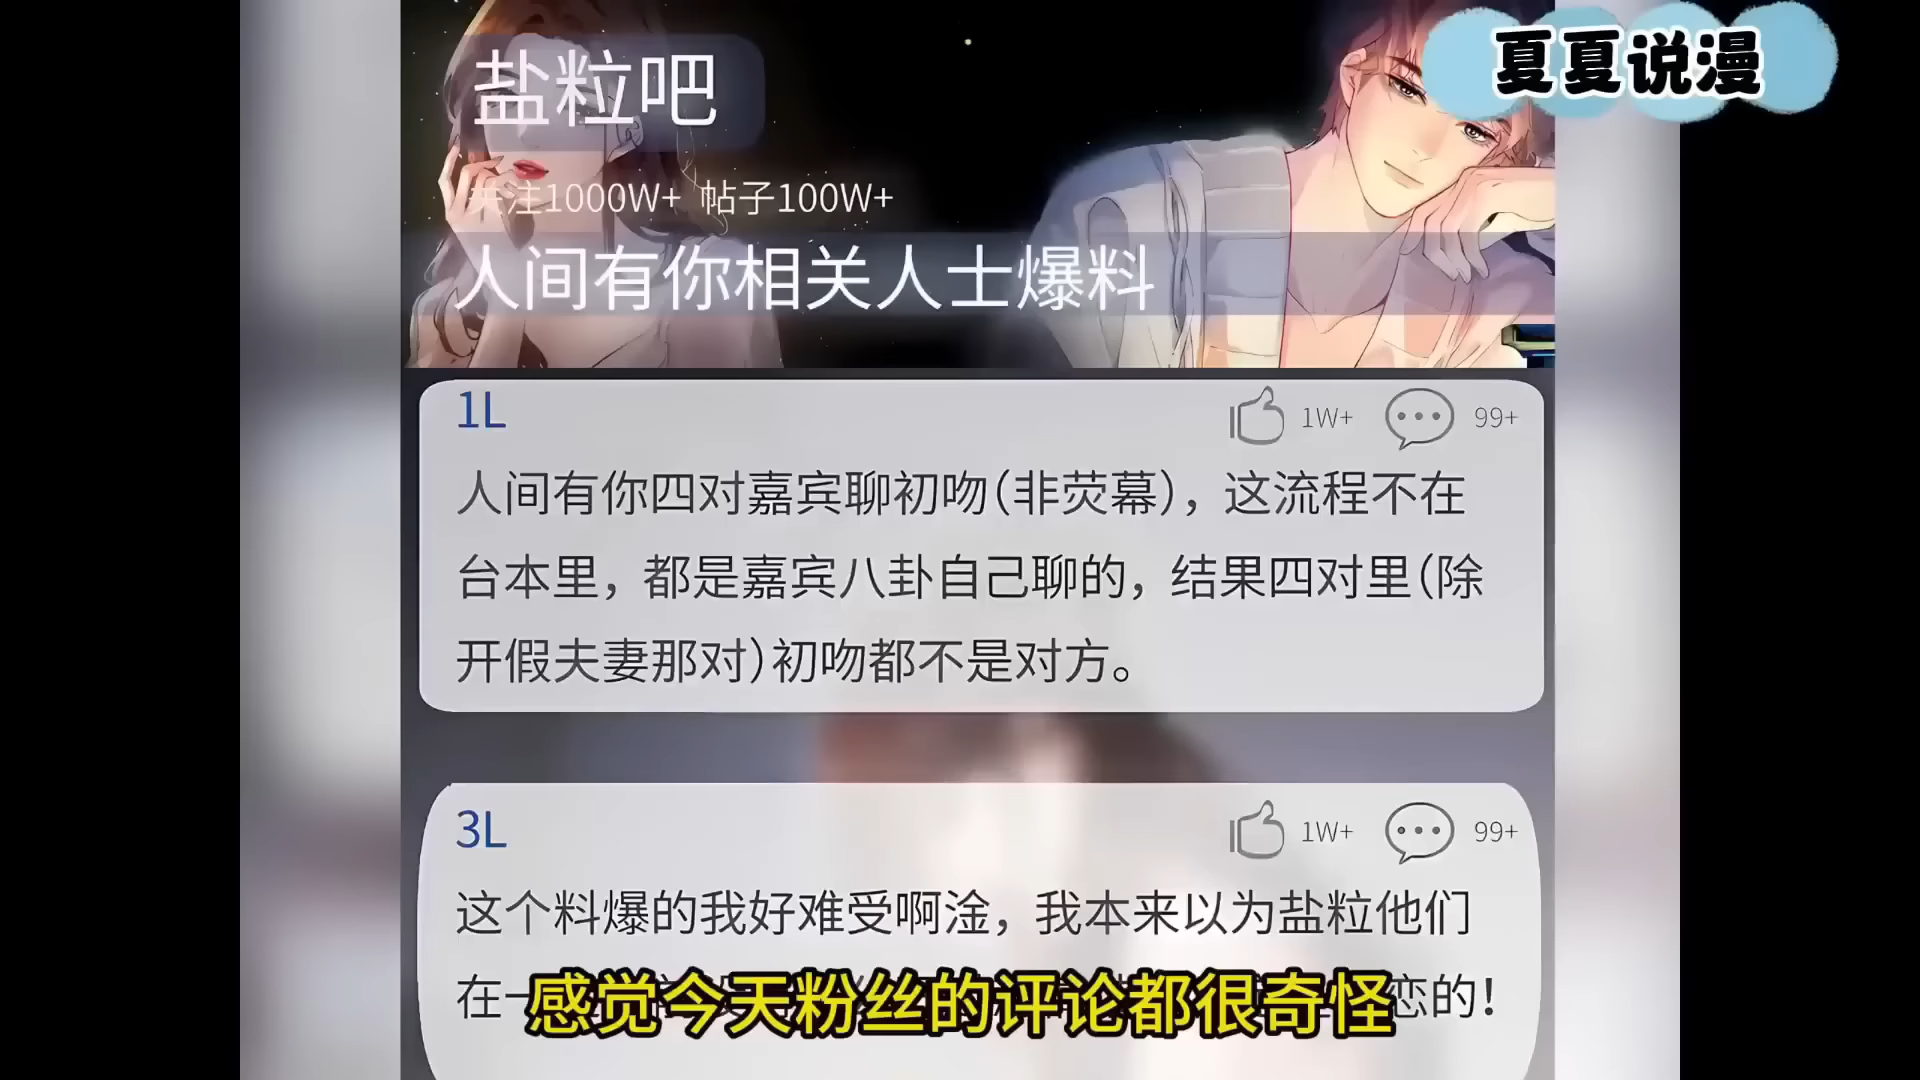 夏夏说漫
盐粒吧
关注1000W+ 帖子100W+
人间有你相关人士爆料
1L
1W+
99+
人间有你四对嘉宾聊初吻(非荧幕)，这流程不在
台本里，都是嘉宾八卦自己聊的，结果四对里(除
开假夫妻那对)初吻都不是对方。
3L
1W+
99+
这个料爆的我好难受啊淦，我本来以为盐粒他们
在一
恋的！
感觉今天粉丝的评论都很奇怪